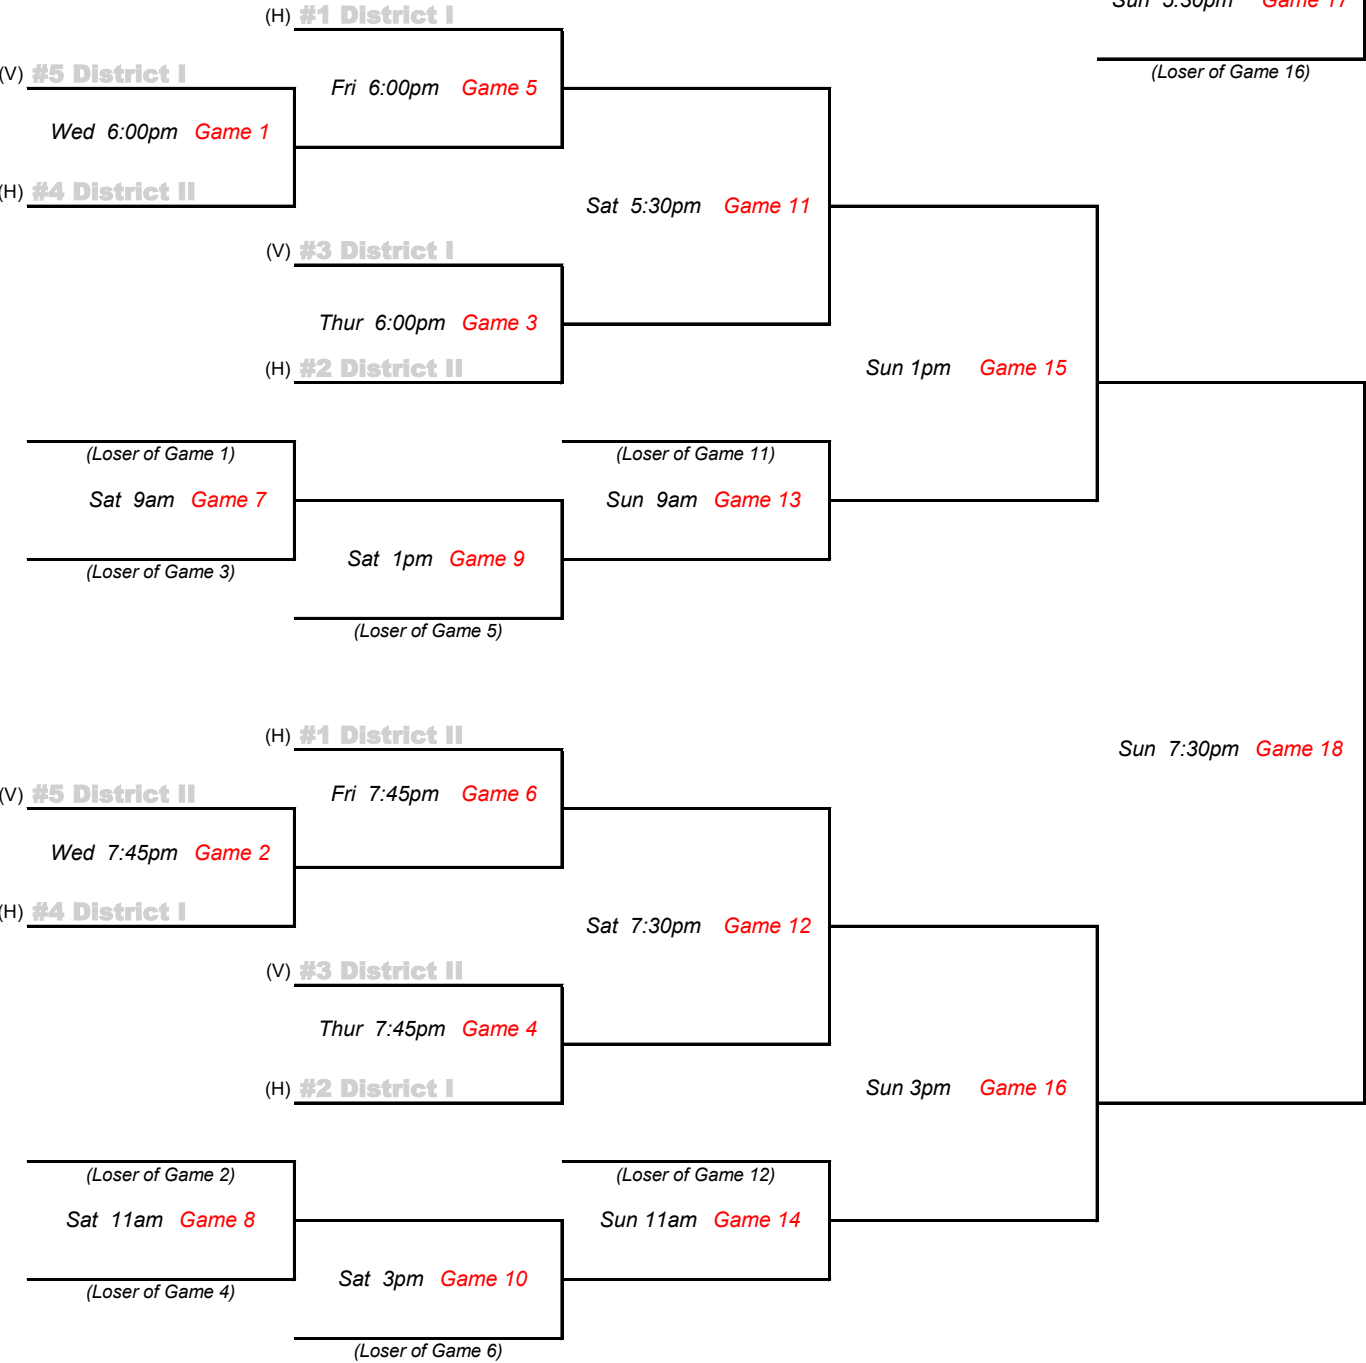 (H) #1 District I
Sun 5:30pm Game 17
(Loser of Game 16)
(V) #5 District I
Fri 6:00pm Game 5
Wed 6:00pm Game 1
(H) #4 District II
Sat 5:30pm Game 11
(V) #3 District I
Thur 6:00pm Game 3
(H) #2 District II
Sun 1pm Game 15
(Loser of Game 1)
(Loser of Game 11)
Sat 9am Game 7
Sun 9am Game 13
(Loser of Game 3)
Sat 1pm Game 9
(Loser of Game 5)
(H) #1 District II
Sun 7:30pm Game 18
(V) #5 District II
Fri 7:45pm Game 6
Wed 7:45pm Game 2
(H) #4 District I
Sat 7:30pm Game 12
(V) #3 District II
Thur 7:45pm Game 4
(H) #2 District I
Sun 3pm Game 16
(Loser of Game 2)
(Loser of Game 12)
Sat 11am Game 8
Sun 11am Game 14
(Loser of Game 4)
Sat 3pm Game 10
(Loser of Game 6)